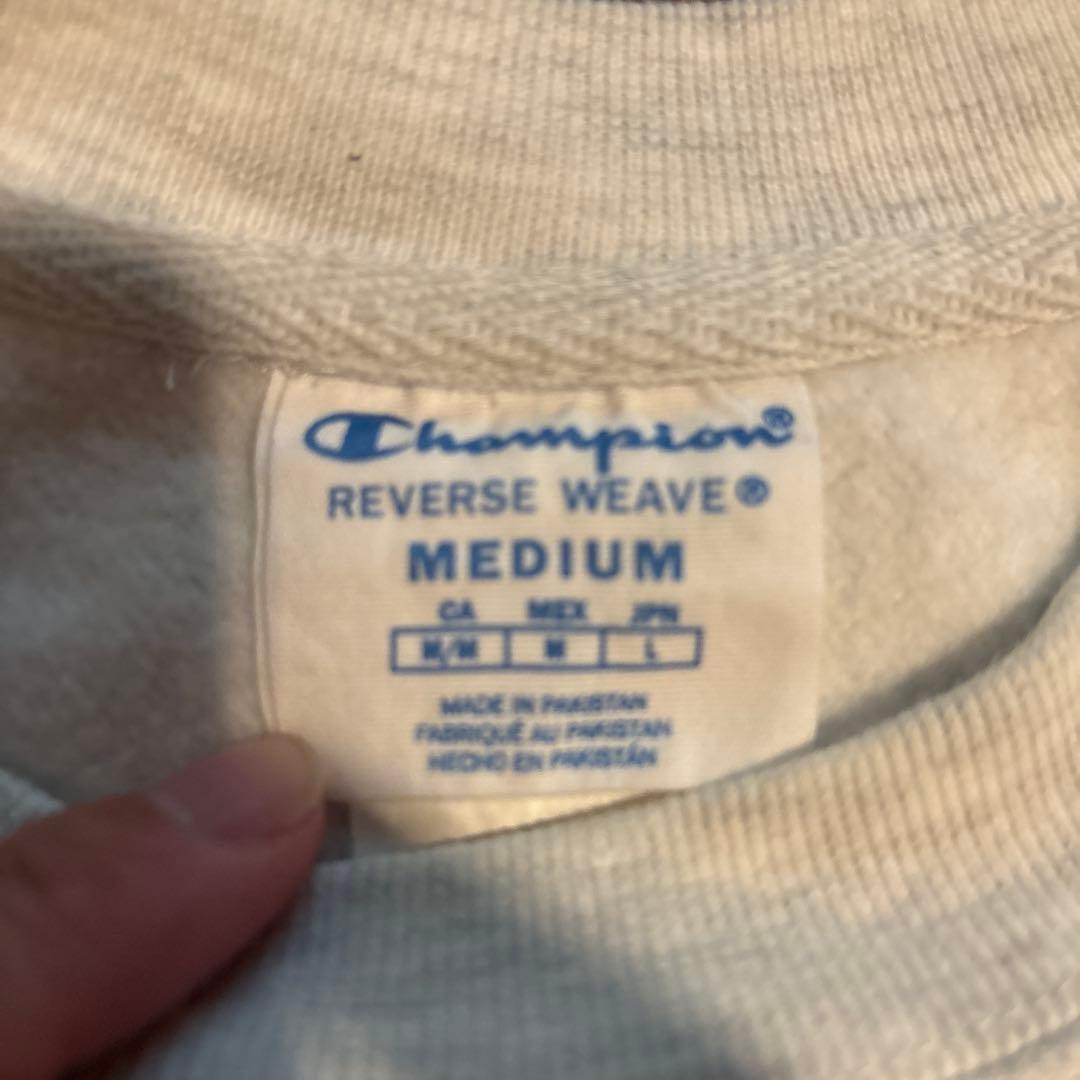 Champion®
REVERSE WEAVE®
MEDIUM
CA MEX JPN
M/M M L
MADE IN PAKISTAN
FABRIQUÉ AU PAKISTAN
HECHO EN PAKISTÁN